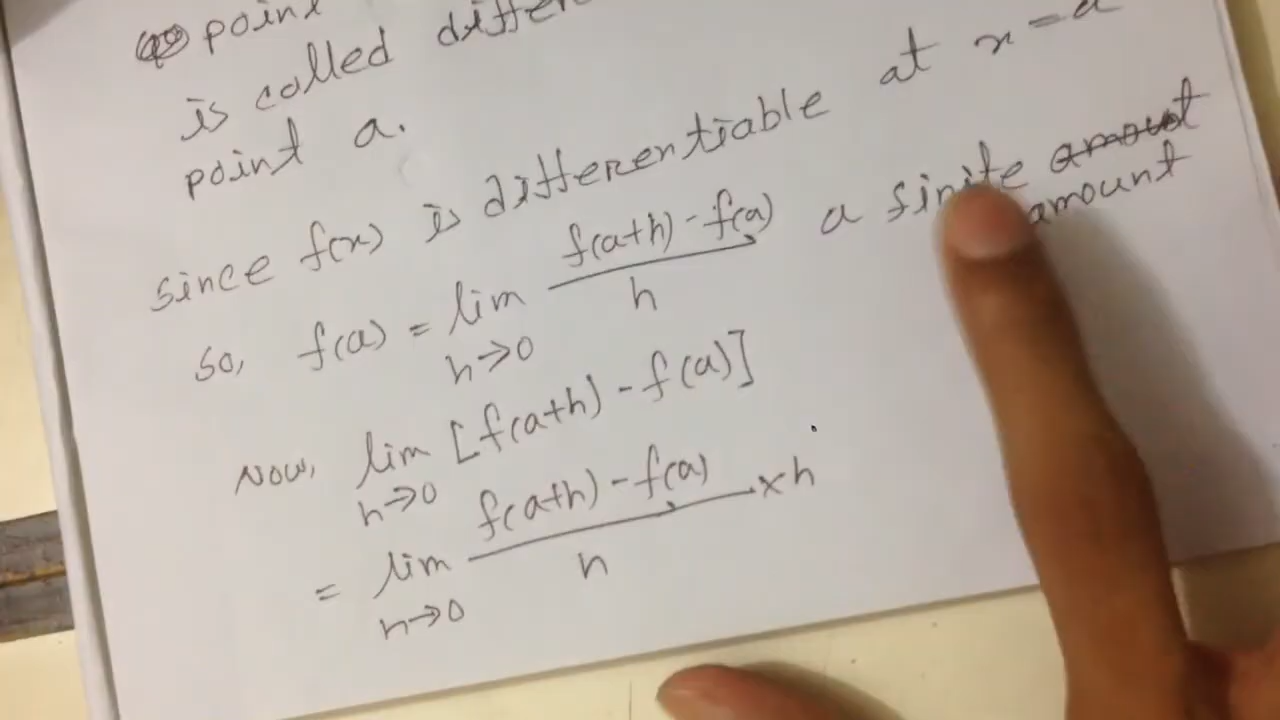 point
is called
point a.
since f(x) is differentiable at x = a
so, f(a) = lim h→0 f(a+h) - f(a) / h a finite amount
Now, lim h→0 [f(a+h) - f(a)]
= lim h→0 f(a+h) - f(a) / h × h